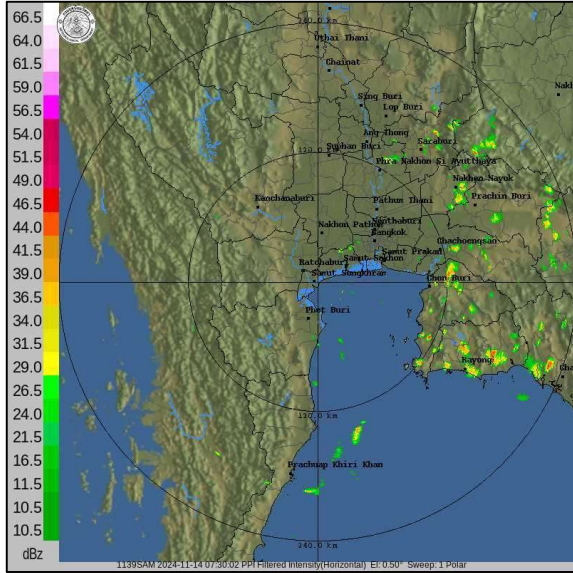 66.5
64.0
61.5
59.0
56.5
54.0
51.5
49.0
46.5
44.0
41.5
39.0
36.5
34.0
31.5
29.0
26.5
24.0
21.5
16.5
11.5
10.5
10.5
dBz
Uthai Thani
Chainat
Sing Buri
Lop Buri
Ang Thong
Saraburi
Suphan Buri
Phra Nakhon Si Ayutthaya
Nakhon Nayok
Kanchanaburi
Prachin Buri
Pathum Thani
Nonthaburi
Nakhon Pathom
Bangkok
Chachoengsao
Samut Prakan
Samut Sakhon
Ratchaburi
Samut Songkhram
Chon Buri
Phet Buri
Rayong
Cha
120.0 km
Prachuap Khiri Khan
240.0 km
1139SAM 2024-11-14 07:30:02 PPI Filtered Intensity(Horizontal) El: 0.50° Sweep: 1 Polar